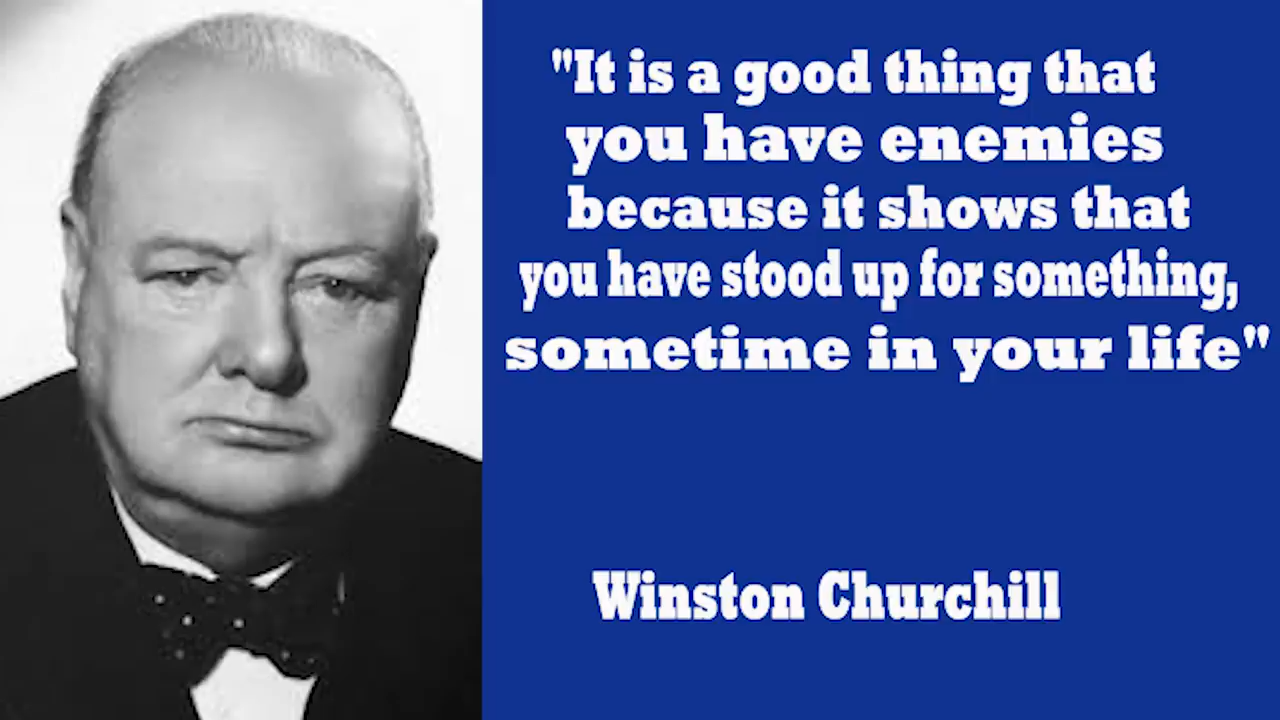 "It is a good thing that
you have enemies
because it shows that
you have stood up for something,
sometime in your life"
Winston Churchill